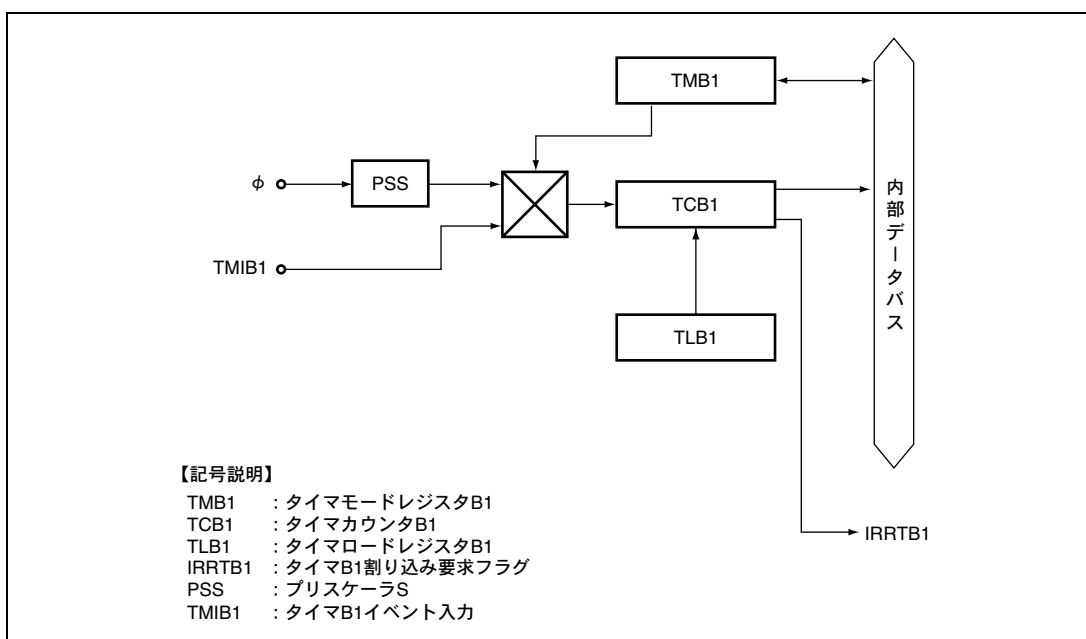 TMB1
φ
PSS
TMIB1
TCB1
TLB1
内部データバス
IRRTB1
【記号説明】
TMB1 : タイマモードレジスタB1
TCB1 : タイマカウンタB1
TLB1 : タイマロードレジスタB1
IRRTB1 : タイマB1割り込み要求フラグ
PSS : プリスケーラS
TMIB1 : タイマB1イベント入力